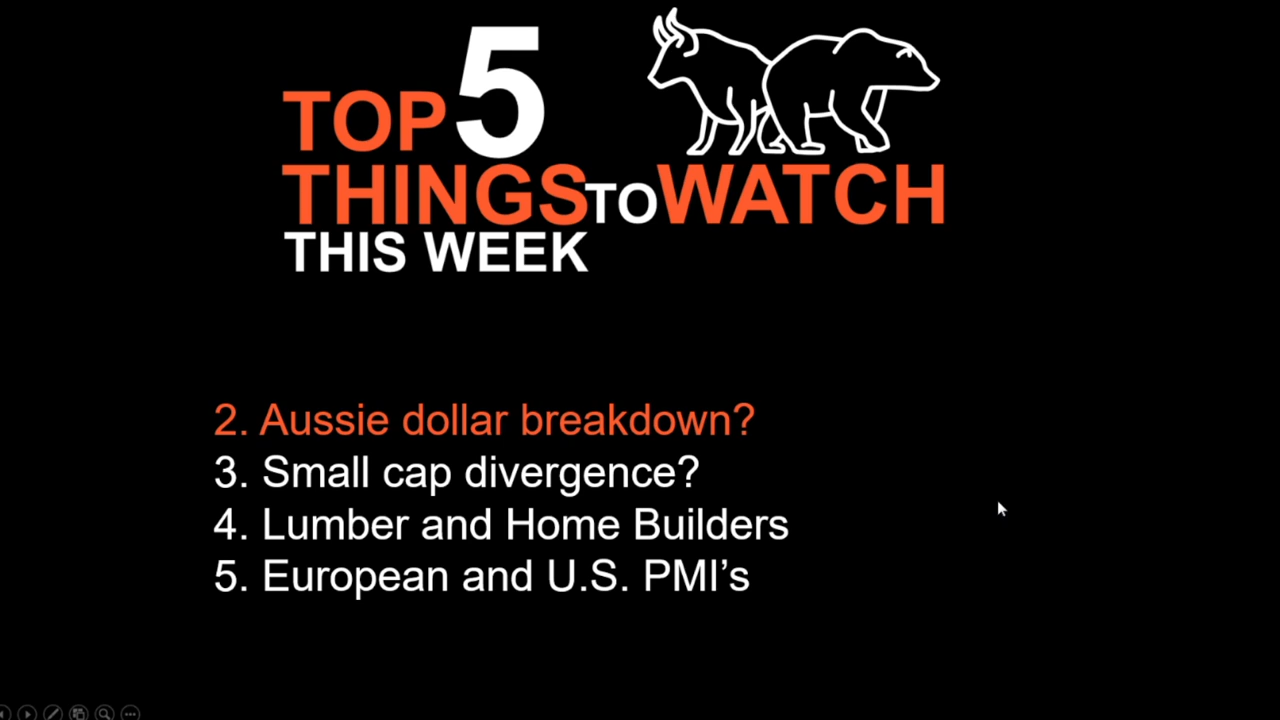 TOP 5
THINGS TO WATCH
THIS WEEK
2. Aussie dollar breakdown?
3. Small cap divergence?
4. Lumber and Home Builders
5. European and U.S. PMI’s